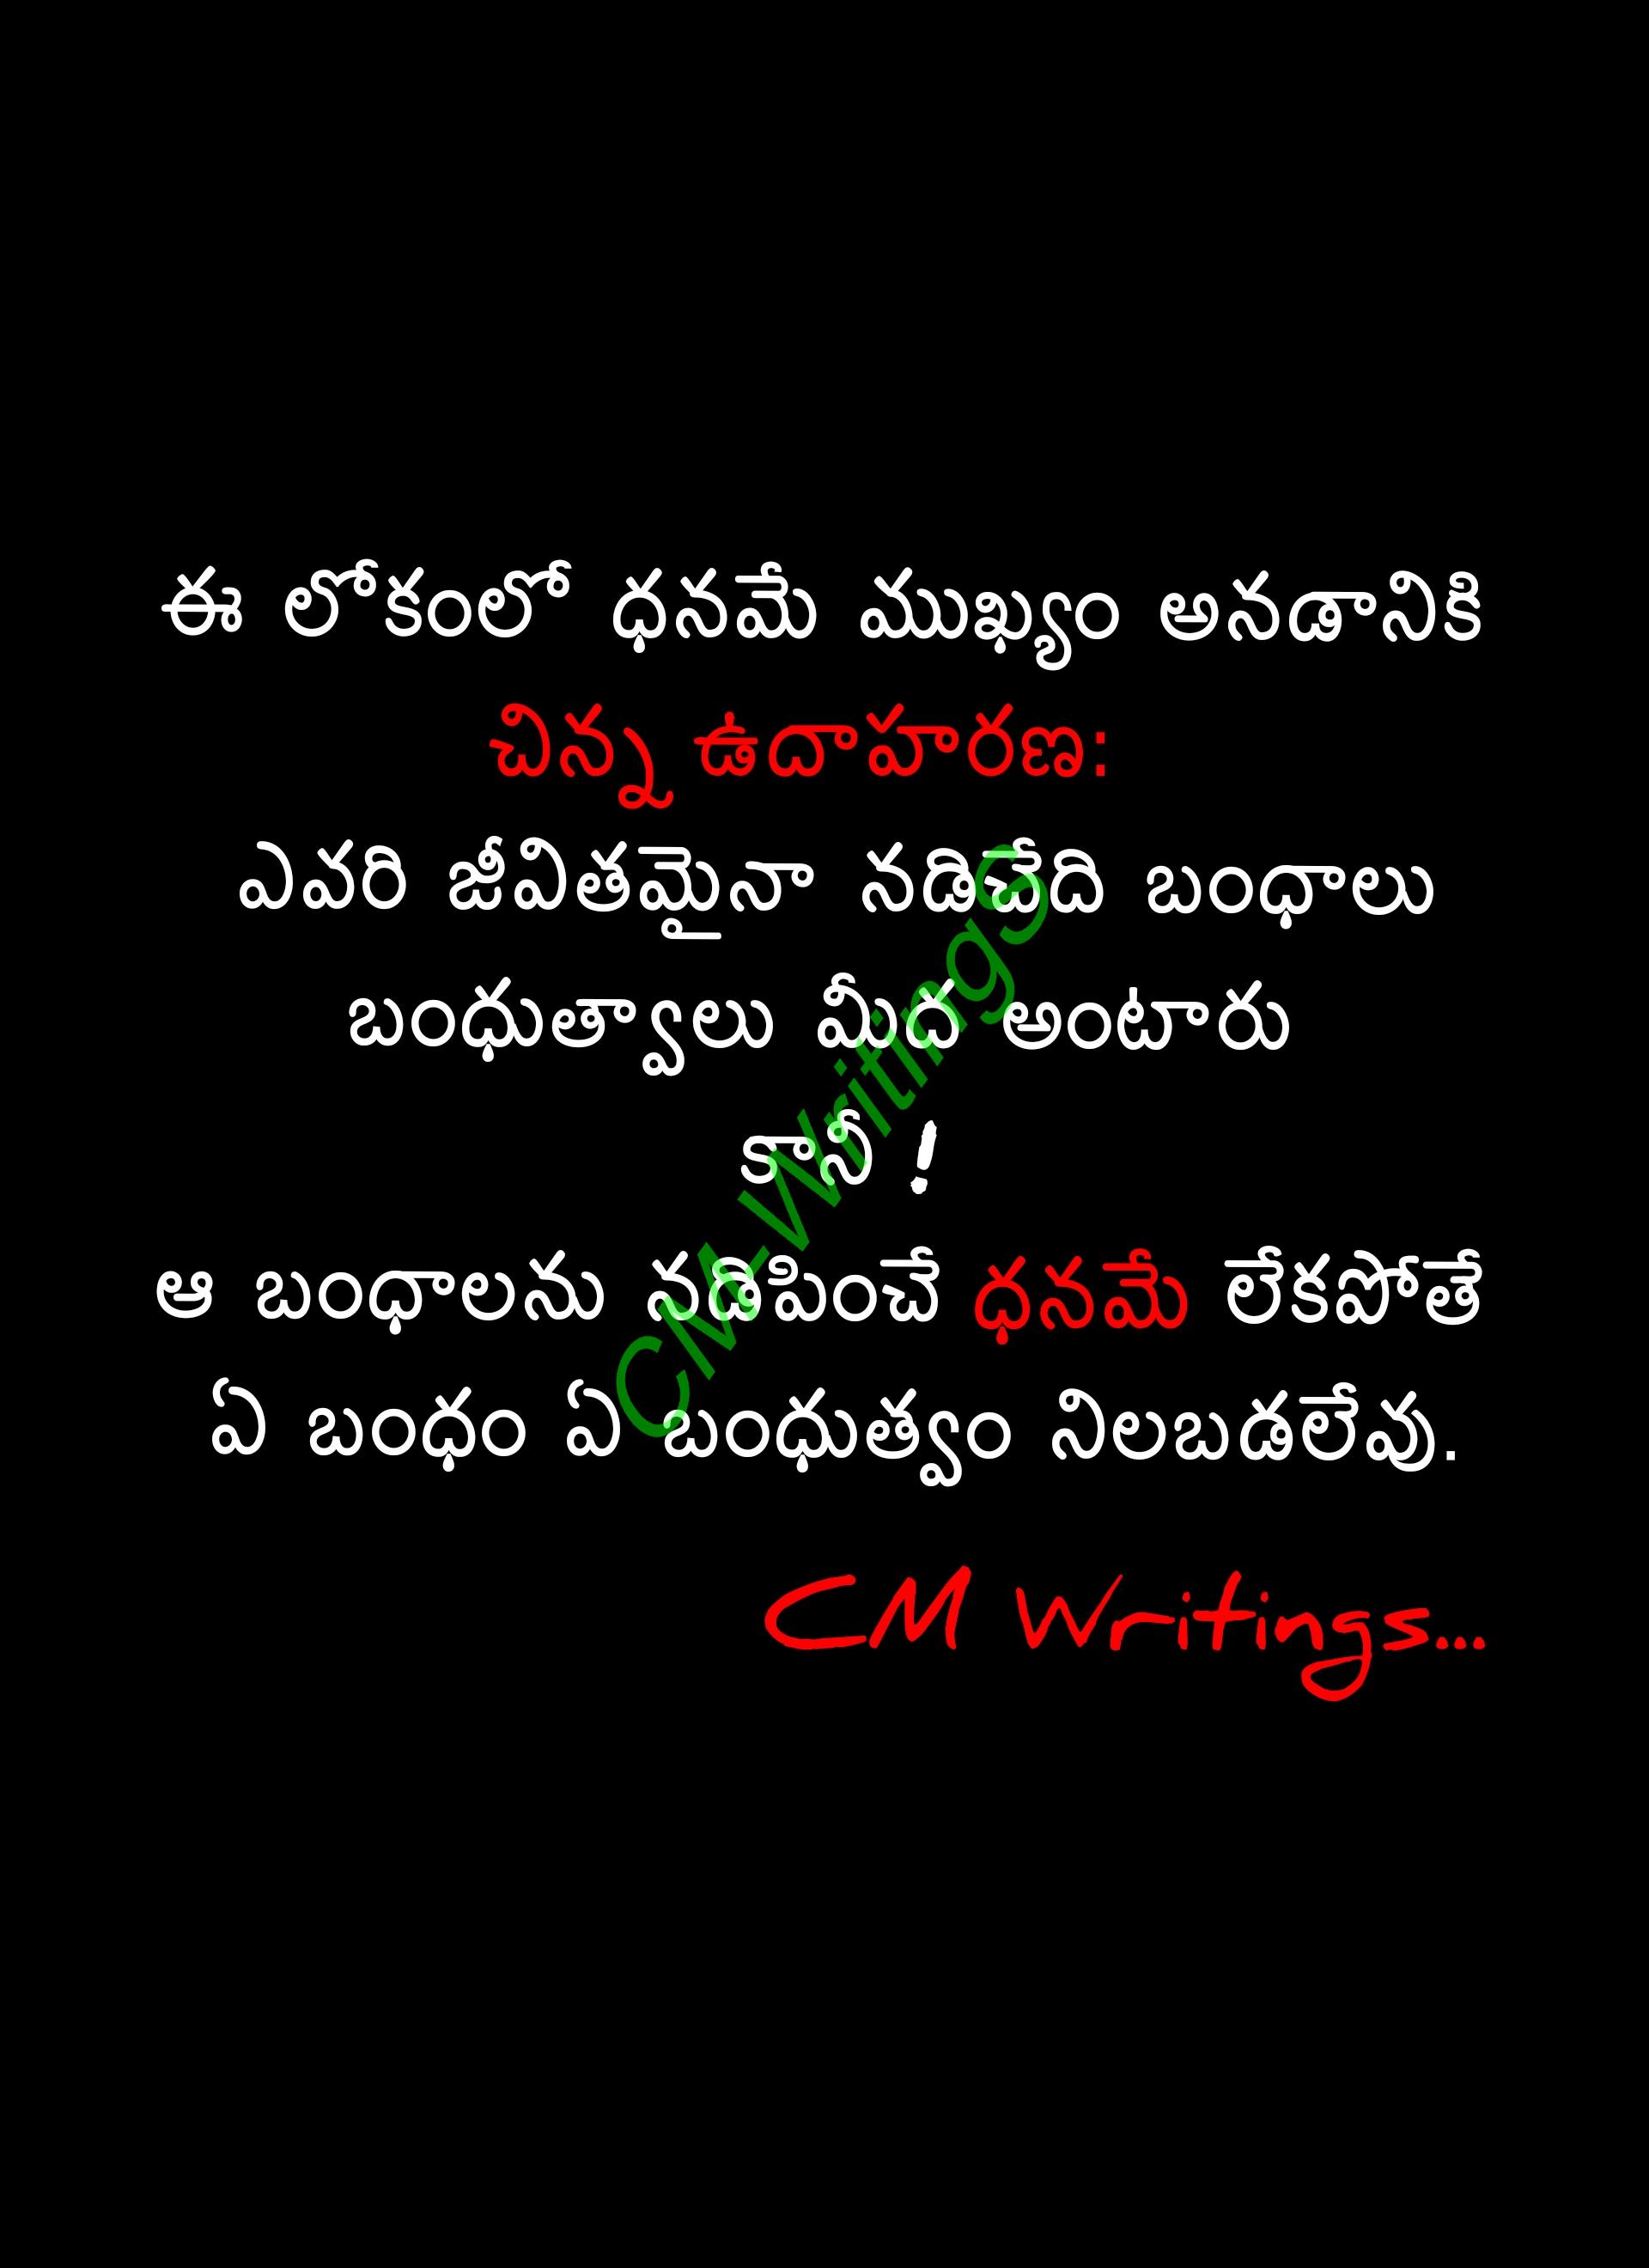 ఈ లోకంలో ధనమే ముఖ్యం అనడానికి
చిన్న ఉదాహరణ:
ఎవరి జీవితమైనా నడిచేది బంధాలు
బంధుత్వాలు మీద అంటారు
కానీ !
ఆ బంధాలను నడిపించే ధనమే లేకపోతే
ఏ బంధం ఏ బంధుత్వం నిలబడలేవు.
CM Writings...
CM Writings